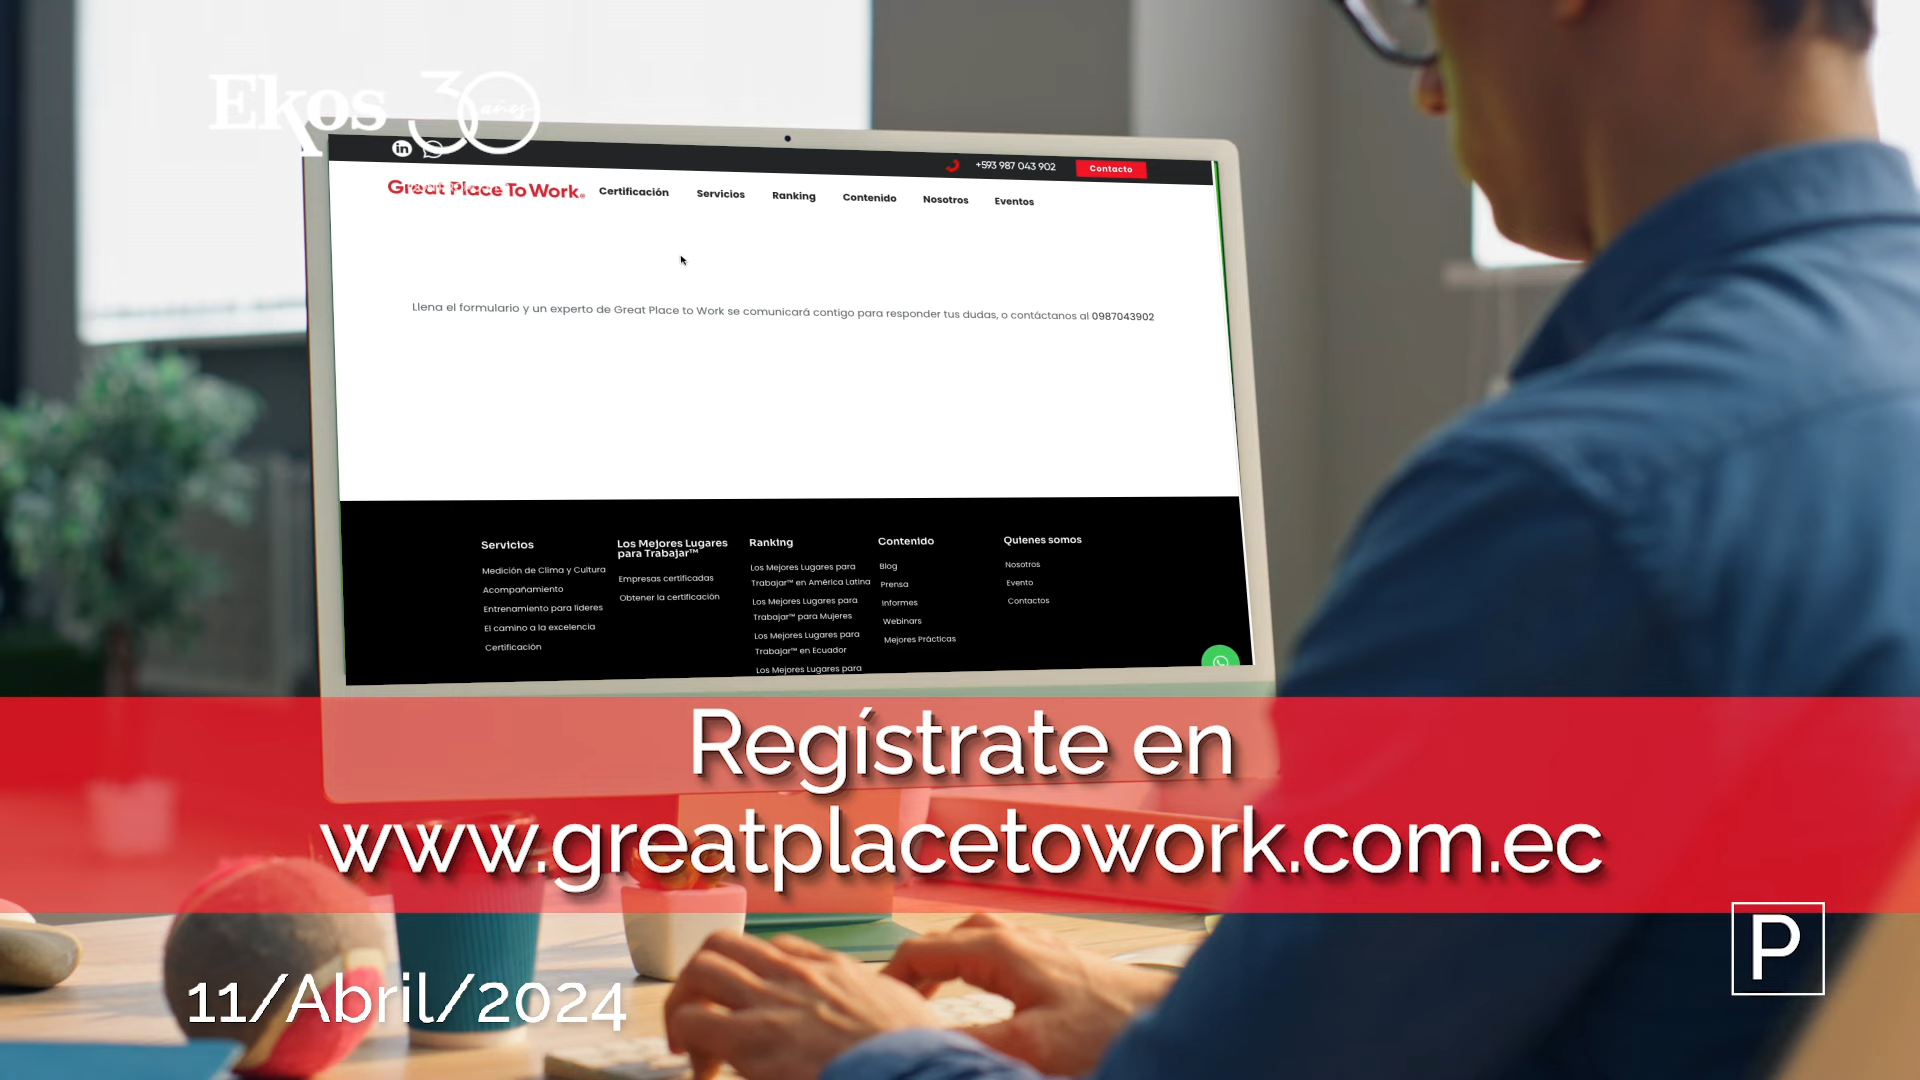 Ekos 30 años
+593 987 043 902 Contacto
Great Place To Work® Certificación Servicios Ranking Contenido Nosotros Eventos
Llena el formulario y un experto de Great Place to Work se comunicará contigo para responder tus dudas, o contáctanos al 0987043902
Servicios
Medición de Clima y Cultura
Acompañamiento
Entrenamiento para líderes
El camino a la excelencia
Certificación
Los Mejores Lugares
para Trabajar™
Empresas certificadas
Obtener la certificación
Ranking
Los Mejores Lugares para
Trabajar™ en América Latina
Los Mejores Lugares para
Trabajar™ para Mujeres
Los Mejores Lugares para
Trabajar™ en Ecuador
Los Mejores Lugares para
Contenido
Blog
Prensa
Informes
Webinars
Mejores Prácticas
Quienes somos
Nosotros
Evento
Contactos
Regístrate en
www.greatplacetowork.com.ec
P
11/Abril/2024